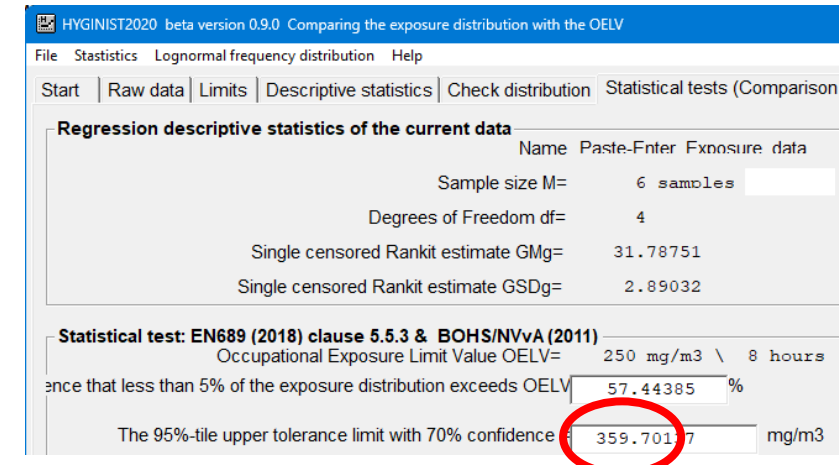 HYGINIST2020 beta version 0.9.0 Comparing the exposure distribution with the OELV
File Stastistics Lognormal frequency distribution Help
Start Raw data Limits Descriptive statistics Check distribution Statistical tests (Comparison
Regression descriptive statistics of the current data
Name Paste-Enter Exposure data
Sample size M= 6 samples
Degrees of Freedom df= 4
Single censored Rankit estimate GMg= 31.78751
Single censored Rankit estimate GSDg= 2.89032
Statistical test: EN689 (2018) clause 5.5.3 & BOHS/NVvA (2011)
Occupational Exposure Limit Value OELV= 250 mg/m3 \ 8 hours
ence that less than 5% of the exposure distribution exceeds OELV 57.44385 %
The 95%-tile upper tolerance limit with 70% confidence = 359.70137 mg/m3